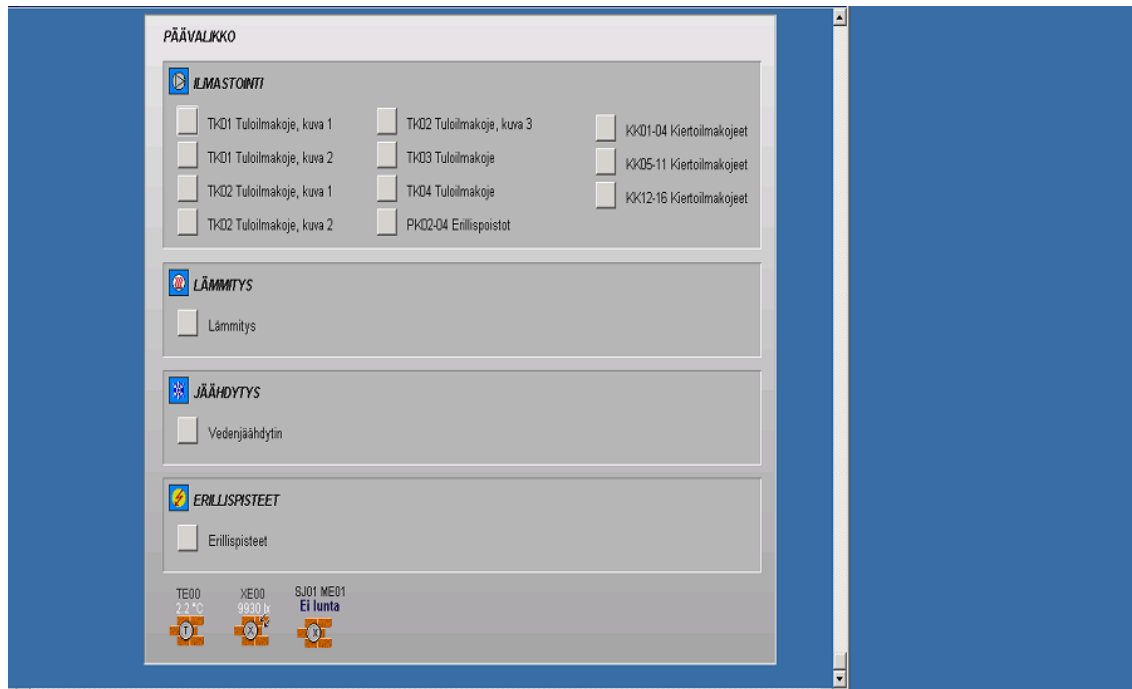 PÄÄVALIKKO
ILMASTOINTI
TK01 Tuloilmakoje, kuva 1
TK01 Tuloilmakoje, kuva 2
TK02 Tuloilmakoje, kuva 1
TK02 Tuloilmakoje, kuva 2
TK02 Tuloilmakoje, kuva 3
TK03 Tuloilmakoje
TK04 Tuloilmakoje
PK02-04 Erillispoistot
KK01-04 Kiertoilmakojeet
KK05-11 Kiertoilmakojeet
KK12-16 Kiertoilmakojeet
LÄMMITYS
Lämmitys
JÄÄHDYTYS
Vedenjäähdytin
ERILLISPISTEET
Erillispisteet
TE00 XE00 SJ01 ME01
2.2 °C 9930 lx Ei lunta
T X X